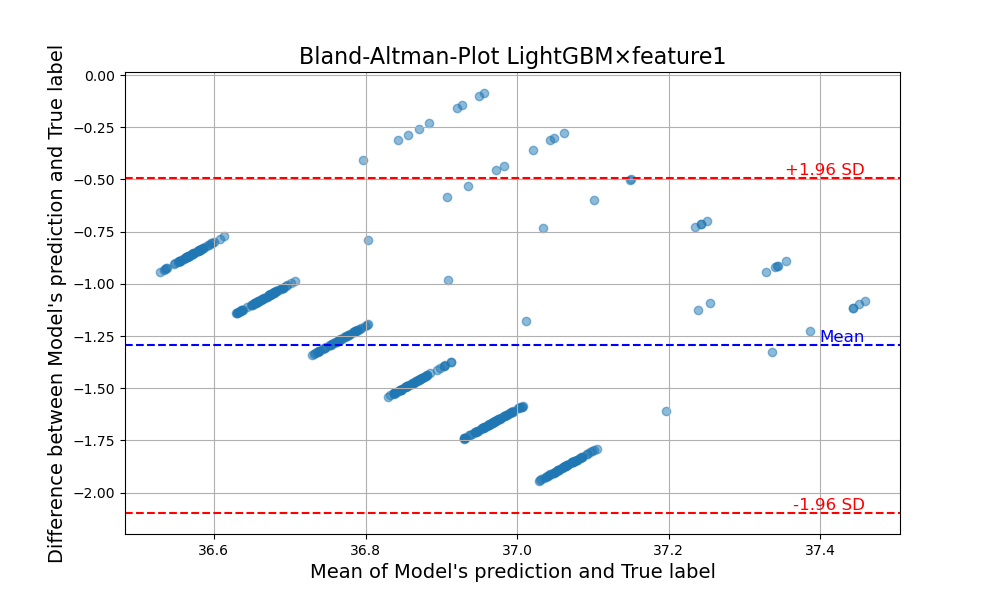 Bland-Altman-Plot LightGBM×feature1
Difference between Model's prediction and True label
0.00
−0.25
−0.50
−0.75
−1.00
−1.25
−1.50
−1.75
−2.00
+1.96 SD
Mean
-1.96 SD
36.6
36.8
37.0
37.2
37.4
Mean of Model's prediction and True label